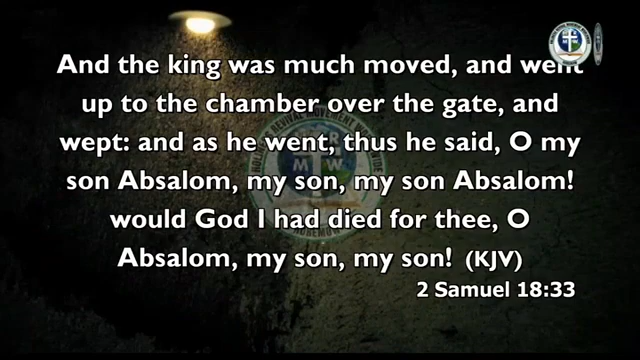 And the king was much moved, and went
up to the chamber over the gate, and
wept: and as he went, thus he said, O my
son Absalom, my son, my son Absalom!
would God I had died for thee, O
Absalom, my son, my son! (KJV)
2 Samuel 18:33